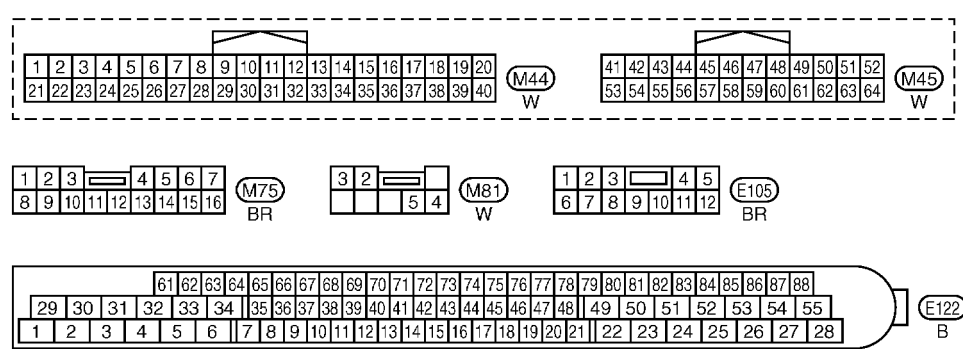 1 2 3 4 5 6 7 8 9 10 11 12 13 14 15 16 17 18 19 20
21 22 23 24 25 26 27 28 29 30 31 32 33 34 35 36 37 38 39 40
M44
W
41 42 43 44 45 46 47 48 49 50 51 52
53 54 55 56 57 58 59 60 61 62 63 64
M45
W
1 2 3 4 5 6 7
8 9 10 11 12 13 14 15 16
M75
BR
3 2
5 4
M81
W
1 2 3 4 5
6 7 8 9 10 11 12
E105
BR
61 62 63 64 65 66 67 68 69 70 71 72 73 74 75 76 77 78 79 80 81 82 83 84 85 86 87 88
29 30 31 32 33 34 35 36 37 38 39 40 41 42 43 44 45 46 47 48 49 50 51 52 53 54 55
1 2 3 4 5 6 7 8 9 10 11 12 13 14 15 16 17 18 19 20 21 22 23 24 25 26 27 28
E122
B